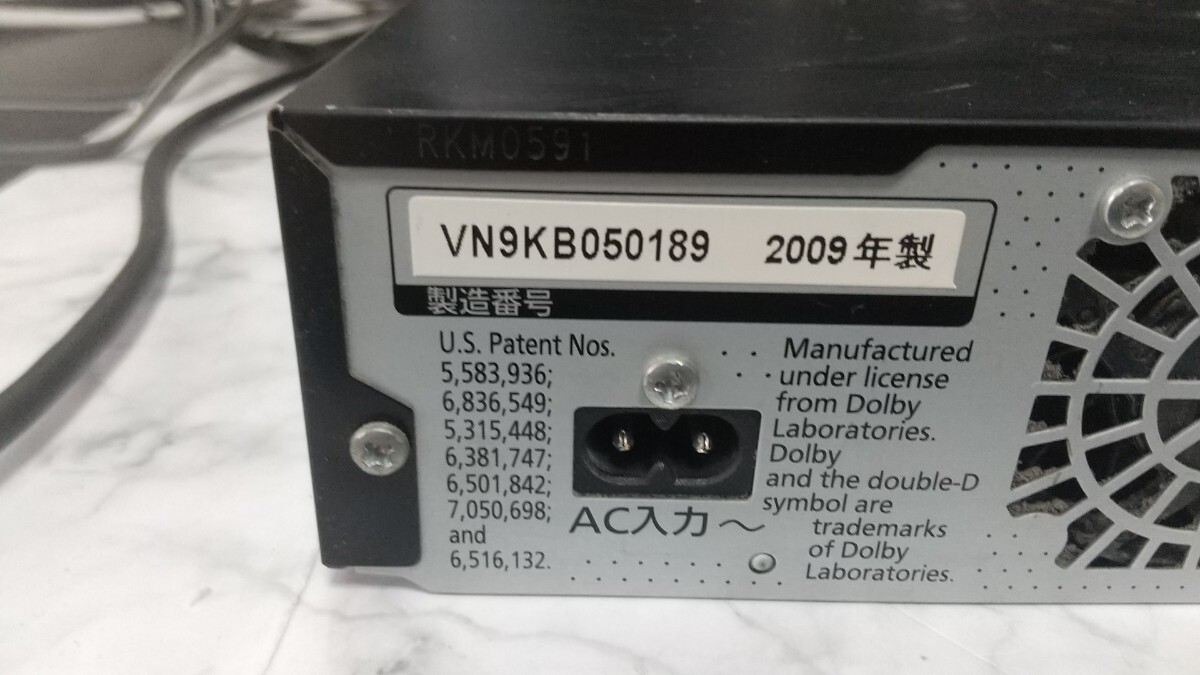 RKM0591
VN9KB050189 2009年製
製造番号
U.S. Patent Nos.
5,583,936;
6,836,549;
5,315,448;
6,381,747;
6,501,842;
7,050,698;
and
6,516,132.
AC入力～
Manufactured
under license
from Dolby
Laboratories.
Dolby
and the double-D
symbol are
trademarks
of Dolby
Laboratories.